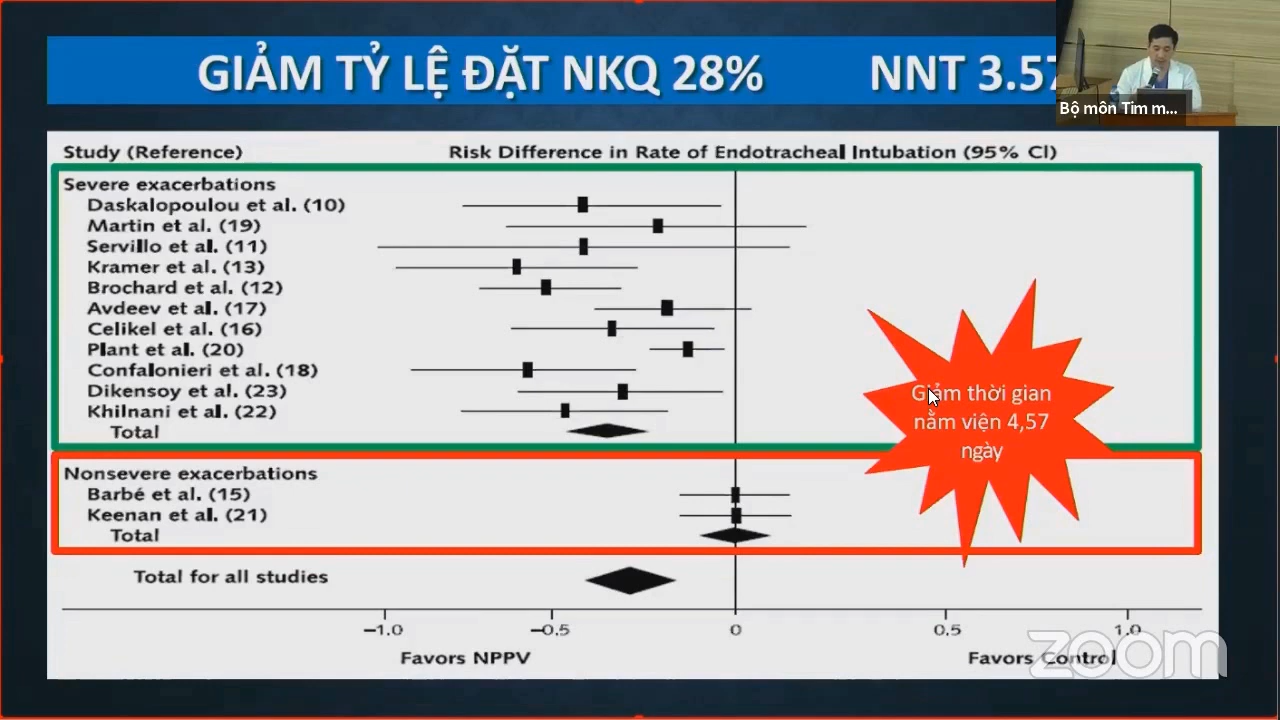 GIẢM TỶ LỆ ĐẶT NKQ 28% NNT 3.57
Bộ môn Tim m...
Study (Reference) Risk Difference in Rate of Endotracheal Intubation (95% CI)
Severe exacerbations
Daskalopoulou et al. (10)
Martin et al. (19)
Servillo et al. (11)
Kramer et al. (13)
Brochard et al. (12)
Avdeev et al. (17)
Celikel et al. (16)
Plant et al. (20)
Confalonieri et al. (18)
Dikensoy et al. (23)
Khilnani et al. (22)
Total
Giảm thời gian
nằm viện 4,57
ngày
Nonsevere exacerbations
Barbé et al. (15)
Keenan et al. (21)
Total
Total for all studies
−1.0 −0.5 0 0.5 1.0
Favors NPPV Favors Control
zoom